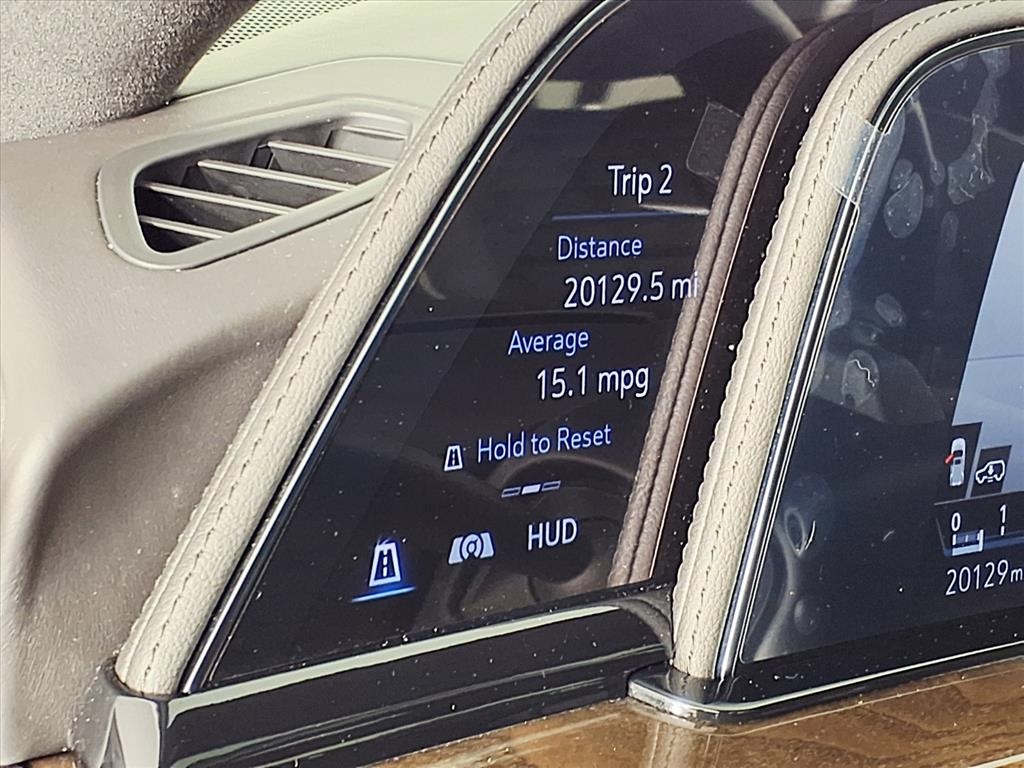 Trip 2
Distance
20129.5 mi
Average
15.1 mpg
Hold to Reset
HUD
0 1
20129 m